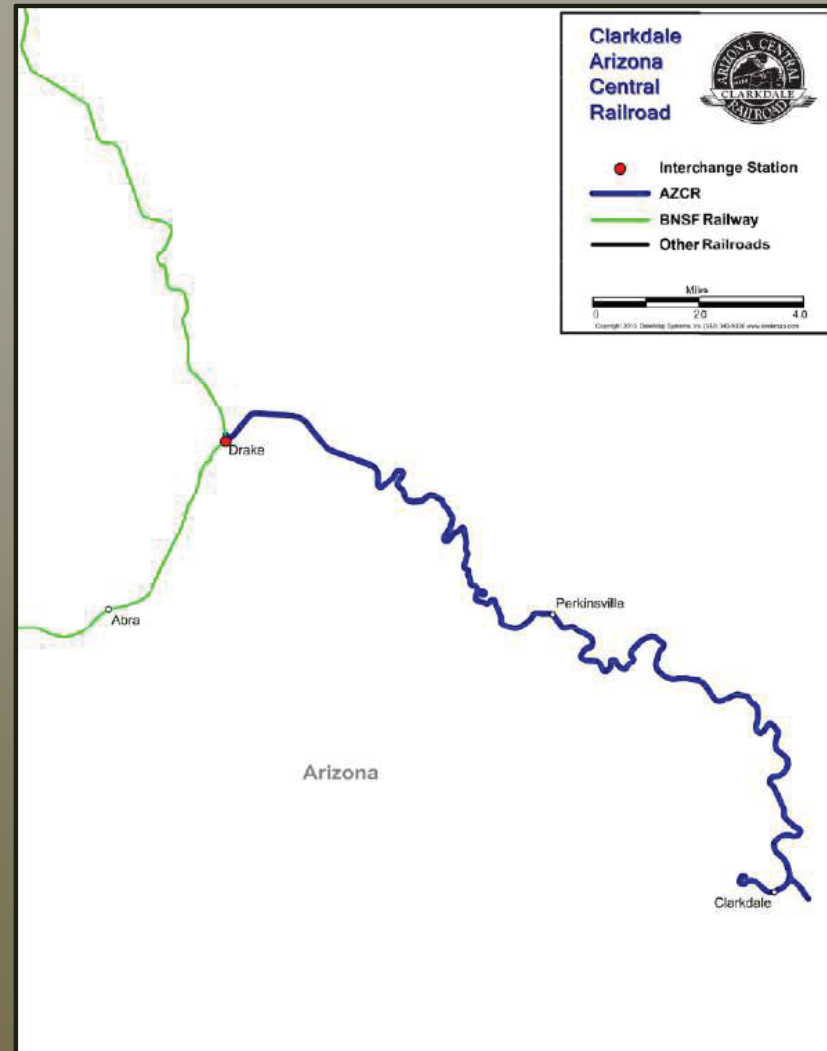 Clarkdale
Arizona
Central
Railroad
ARIZONA CENTRAL
CLARKDALE
RAILROAD
Interchange Station
AZCR
BNSF Railway
Other Railroads
Miles
0 2.0 4.0
Drake
Abra
Perkinsville
Arizona
Clarkdale